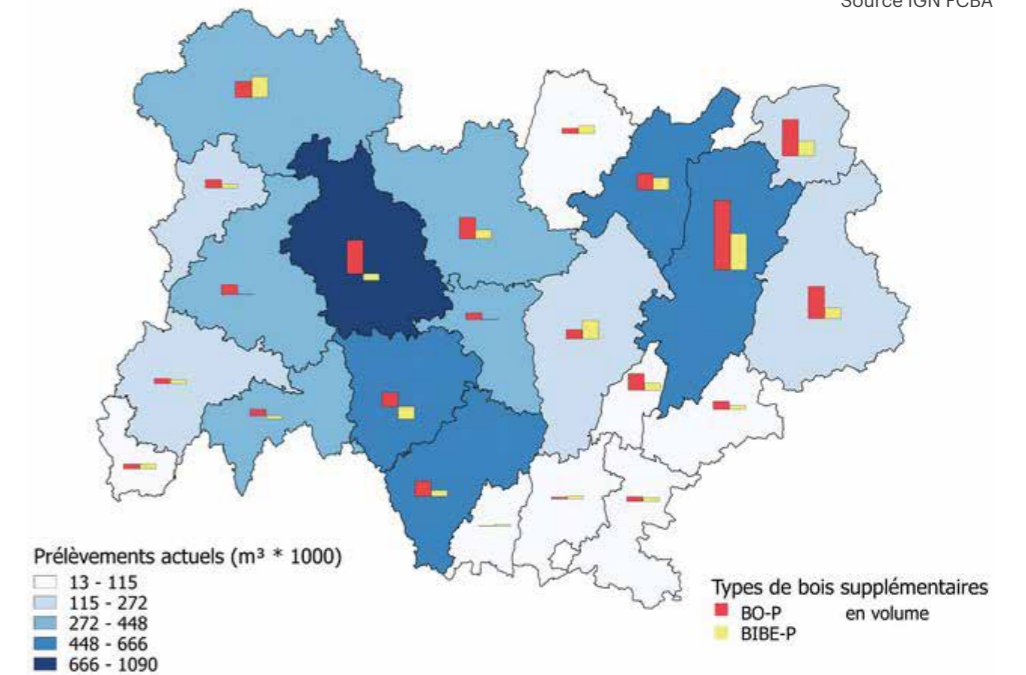 Source IGN FCBA
Prélèvements actuels (m³ * 1000)
13 - 115
115 - 272
272 - 448
448 - 666
666 - 1090
Types de bois supplémentaires
en volume
BO-P
BIBE-P